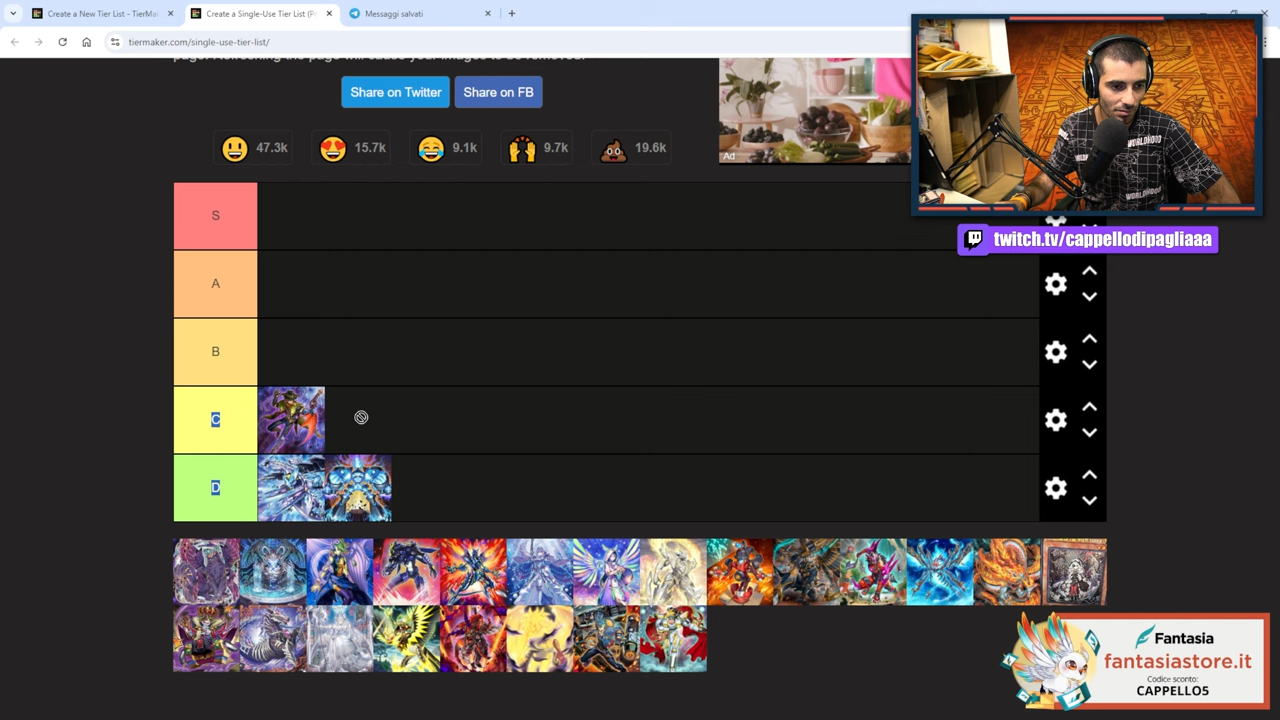 Create a New Tier List - TierMa
Create a Single-Use Tier List (P
Messaggi salvati
tiermaker.com/single-use-tier-list/
Share on Twitter
Share on FB
47.3k
15.7k
9.1k
9.7k
19.6k
Ad
S
A
B
C
D
WORLDHOOD
twitch.tv/cappellodipagliaaa
Fantasia
fantasiastore.it
Codice sconto:
CAPPELLO5